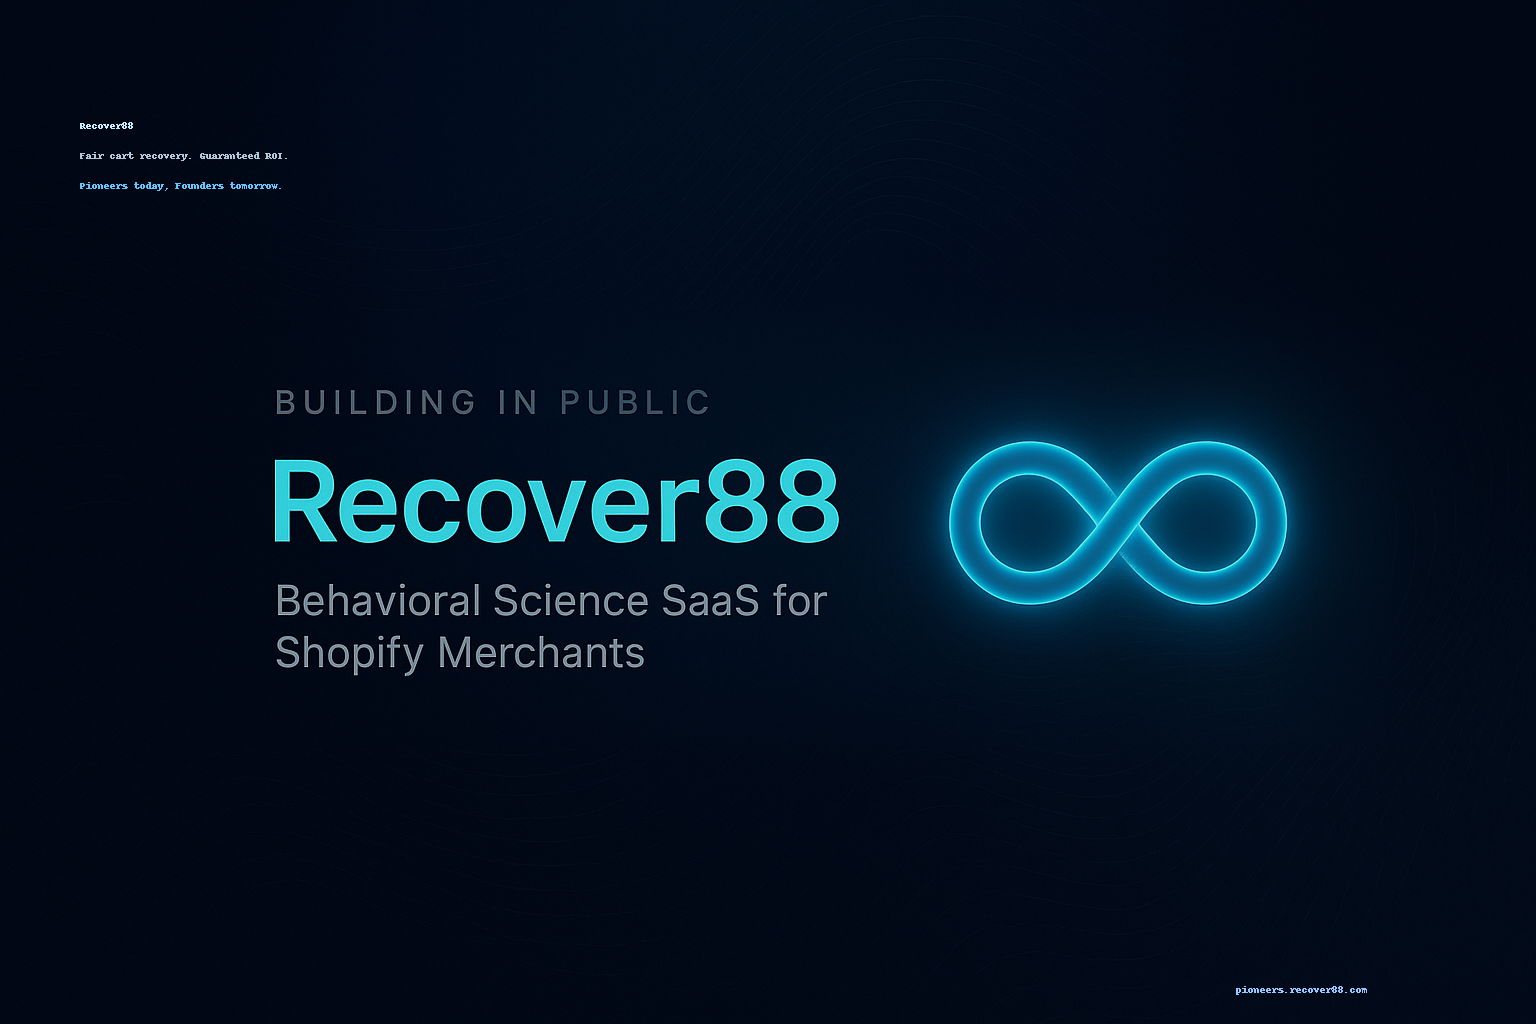 Recover88
Fair cart recovery. Guaranteed ROI.
Pioneers today, Founders tomorrow.
BUILDING IN PUBLIC
Recover88
Behavioral Science SaaS for
Shopify Merchants
pioneers.recover88.com